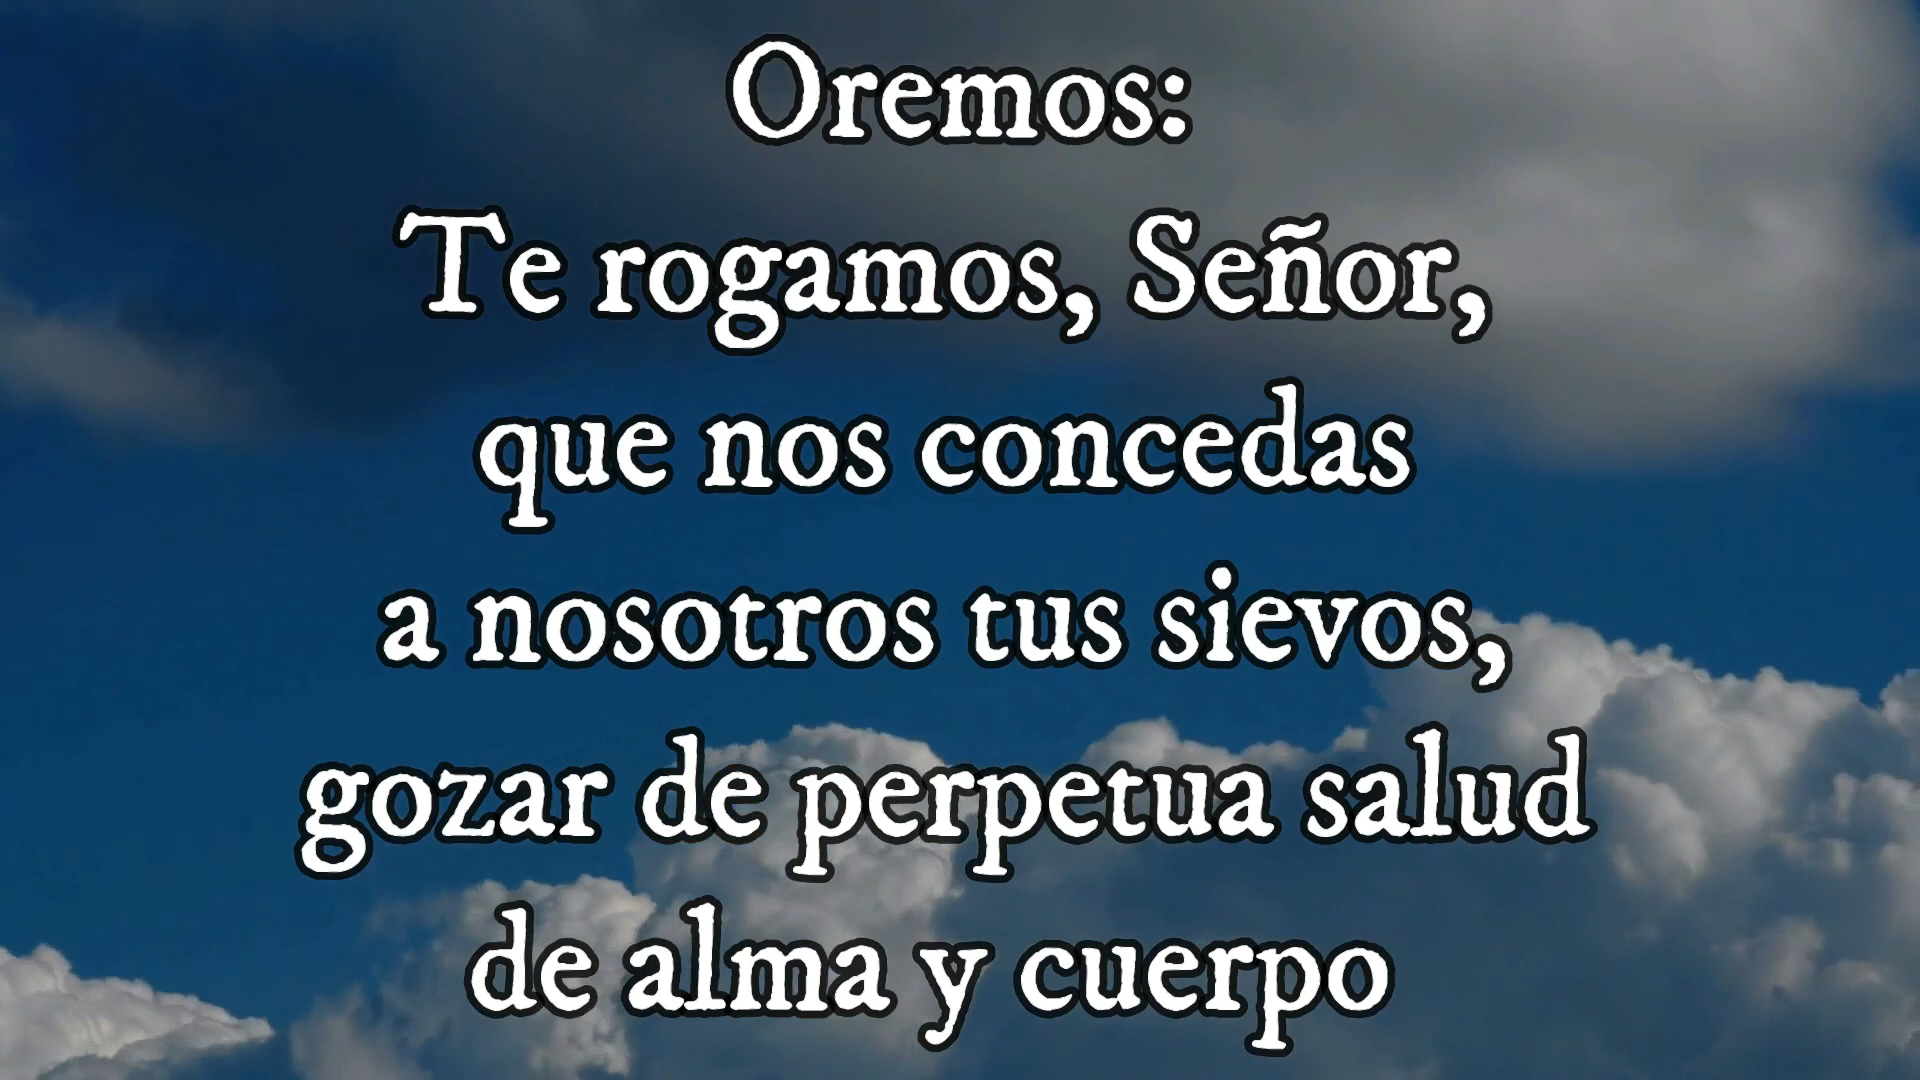 Oremos:
Te rogamos, Señor,
que nos concedas
a nosotros tus sievos,
gozar de perpetua salud
de alma y cuerpo